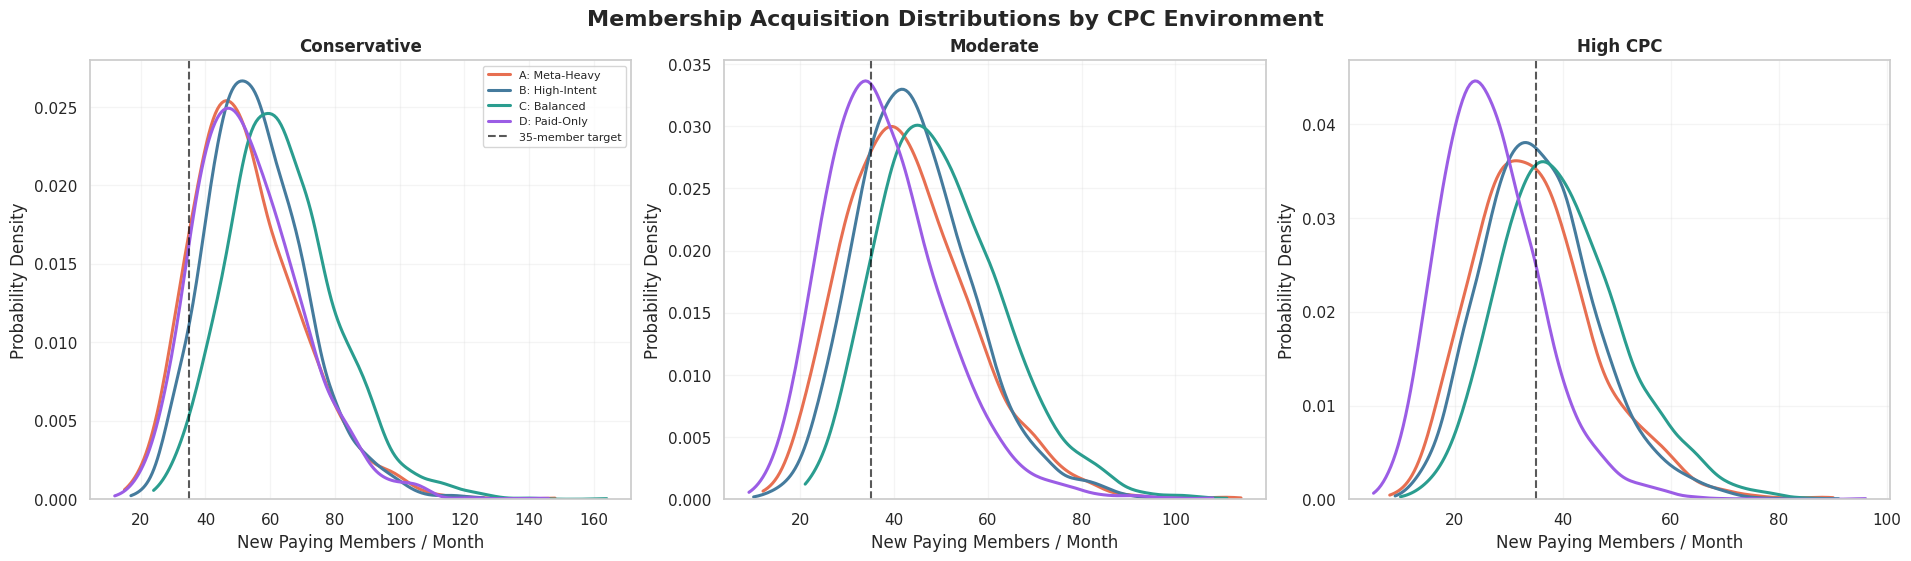 Membership Acquisition Distributions by CPC Environment
Conservative
Probability Density
0.025
0.020
0.015
0.010
0.005
0.000
A: Meta-Heavy
B: High-Intent
C: Balanced
D: Paid-Only
35-member target
20 40 60 80 100 120 140 160
New Paying Members / Month
Moderate
Probability Density
0.035
0.030
0.025
0.020
0.015
0.010
0.005
0.000
20 40 60 80 100
New Paying Members / Month
High CPC
Probability Density
0.04
0.03
0.02
0.01
0.00
20 40 60 80 100
New Paying Members / Month